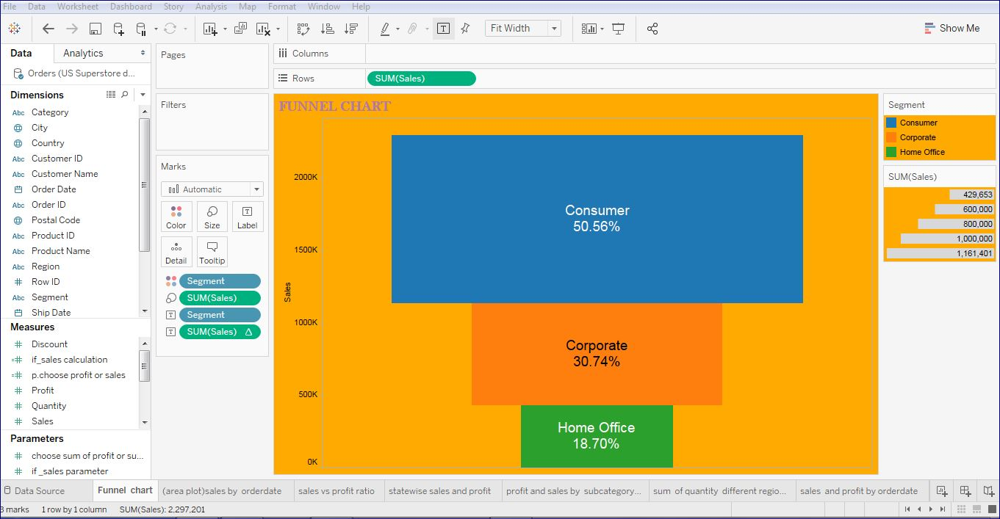 File Data Worksheet Dashboard Story Analysis Map Format Window Help
Fit Width
Show Me
Data Analytics
Orders (US Superstore d...
Dimensions
Abc Category
City
Country
Abc Customer ID
Abc Customer Name
Order Date
Abc Order ID
Postal Code
Abc Product ID
Abc Product Name
Abc Region
# Row ID
Abc Segment
Ship Date
Measures
# Discount
=# if_sales calculation
=# p.choose profit or sales
# Profit
# Quantity
# Sales
Parameters
# choose sum of profit or su...
# if _sales parameter
Pages
Filters
Marks
Automatic
Color Size Label
Detail Tooltip
Segment
SUM(Sales)
Segment
SUM(Sales) Δ
Columns
Rows SUM(Sales)
FUNNEL CHART
Sales
2000K
1500K
1000K
500K
0K
Consumer
50.56%
Corporate
30.74%
Home Office
18.70%
Segment
Consumer
Corporate
Home Office
SUM(Sales)
429,653
600,000
800,000
1,000,000
1,161,401
Data Source Funnel chart (area plot)sales by orderdate sales vs profit ratio statewise sales and profit profit and sales by subcategory... sum of quantity different regio... sales and profit by orderdate
3 marks 1 row by 1 column SUM(Sales): 2,297,201